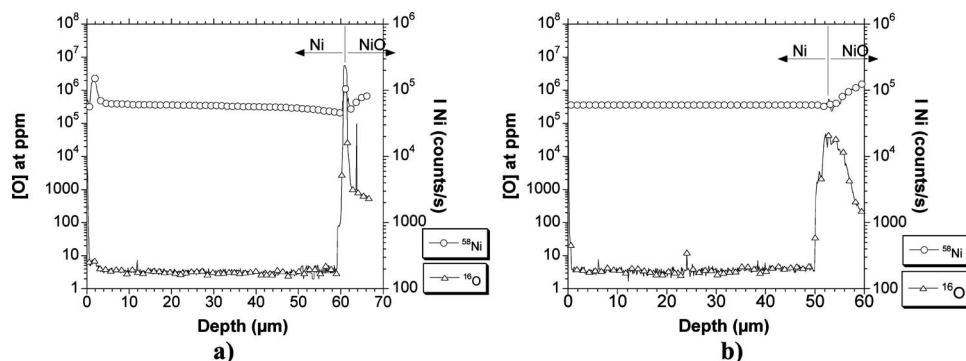 a)
b)
10⁸
10⁷
10⁶
10⁵
10⁴
1000
100
10
1
[O] at ppm
Ni
NiO
10⁶
10⁵
10⁴
1000
100
I Ni (counts/s)
0 10 20 30 40 50 60 70
Depth (µm)
⁵⁸Ni
¹⁶O
a)
10⁸
10⁷
10⁶
10⁵
10⁴
1000
100
10
1
[O] at ppm
Ni
NiO
10⁶
10⁵
10⁴
1000
100
I Ni (counts/s)
0 10 20 30 40 50 60
Depth (µm)
⁵⁸Ni
¹⁶O
b)